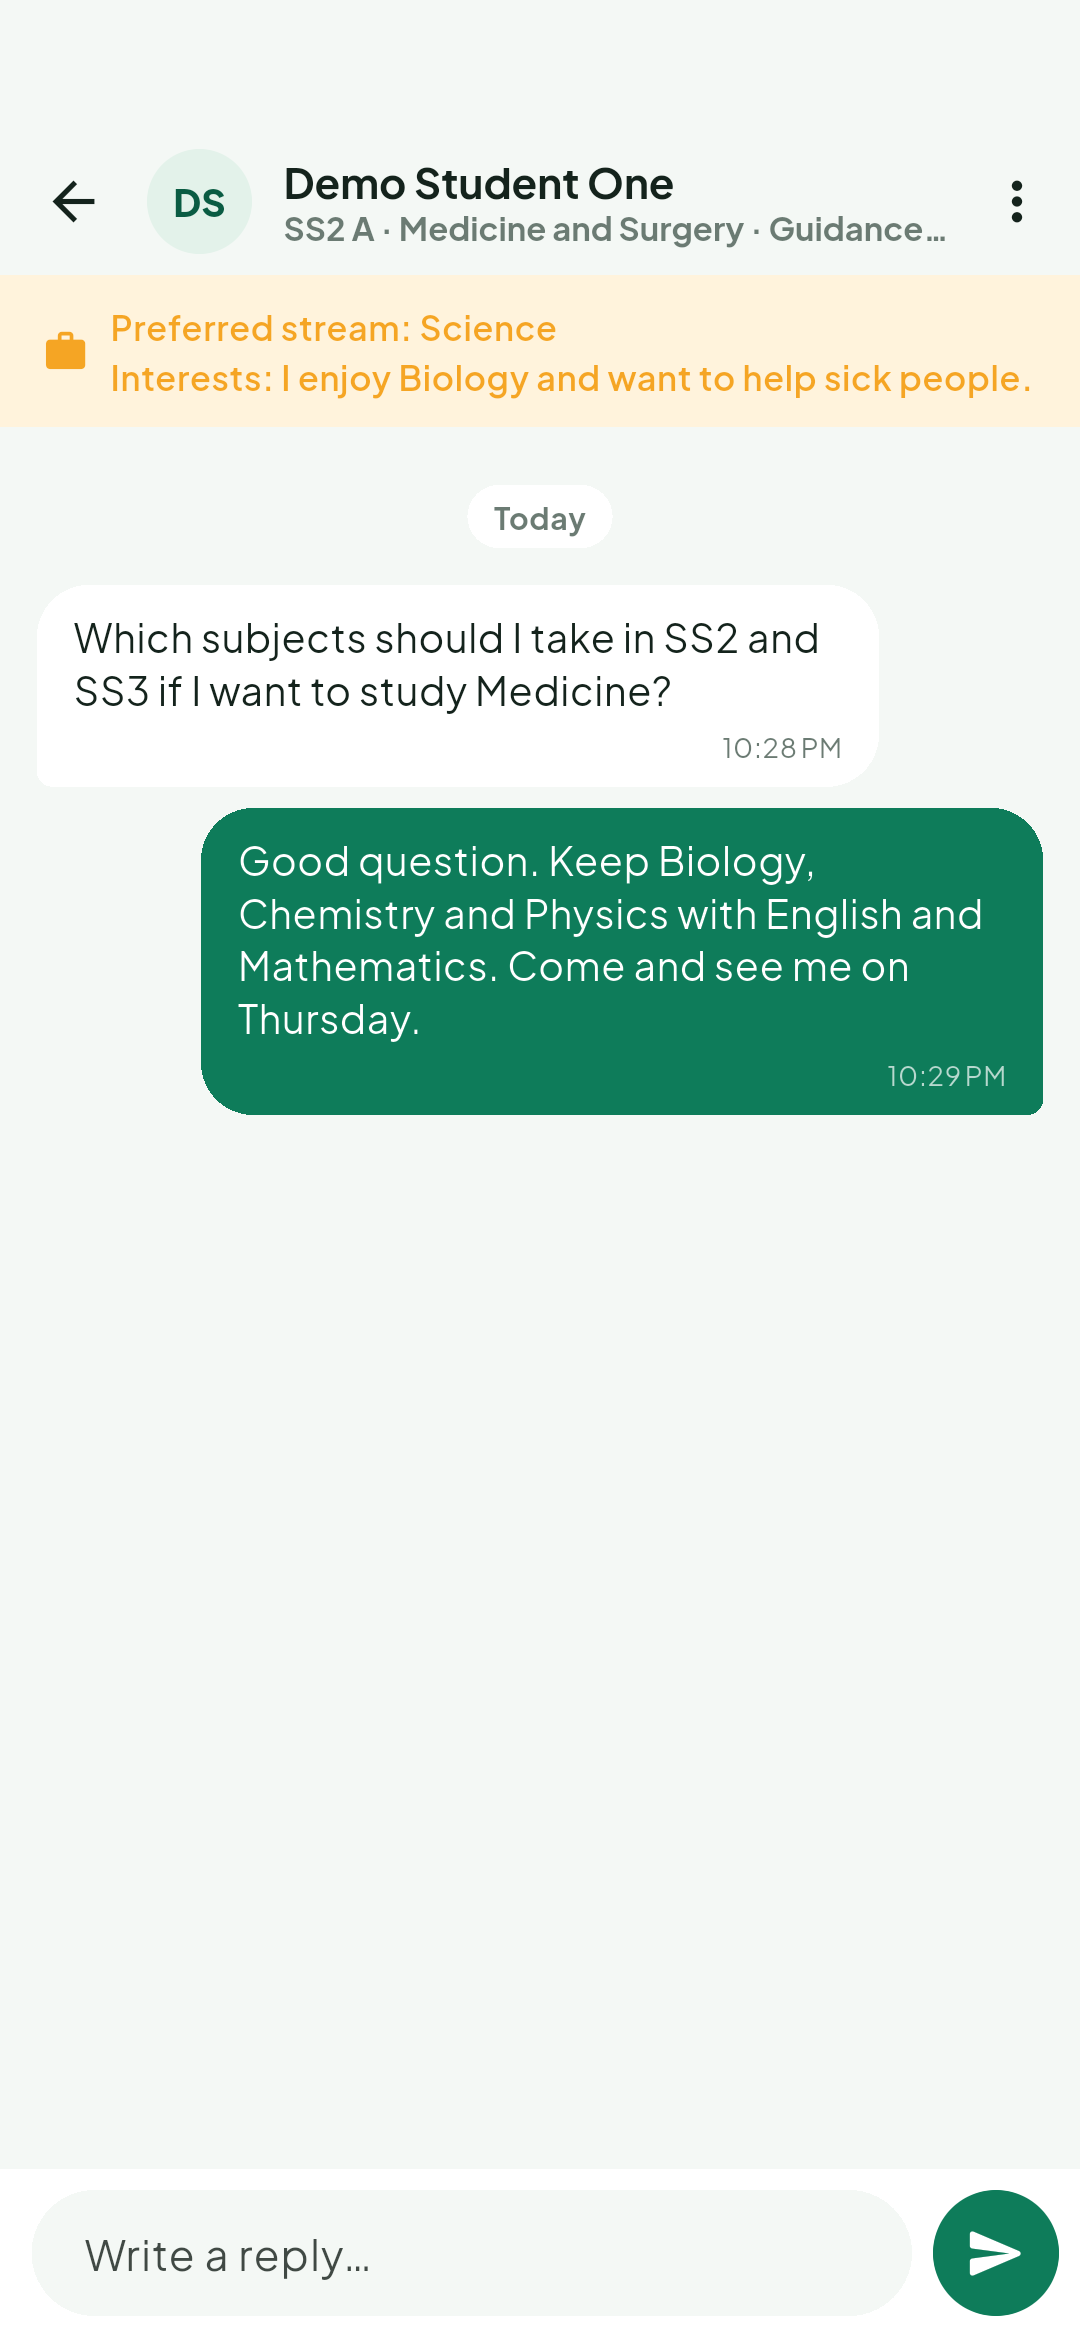 DS
Demo Student One
SS2 A · Medicine and Surgery · Guidance...
Preferred stream: Science
Interests: I enjoy Biology and want to help sick people.
Today
Which subjects should I take in SS2 and
SS3 if I want to study Medicine?
10:28 PM
Good question. Keep Biology,
Chemistry and Physics with English and
Mathematics. Come and see me on
Thursday.
10:29 PM
Write a reply...